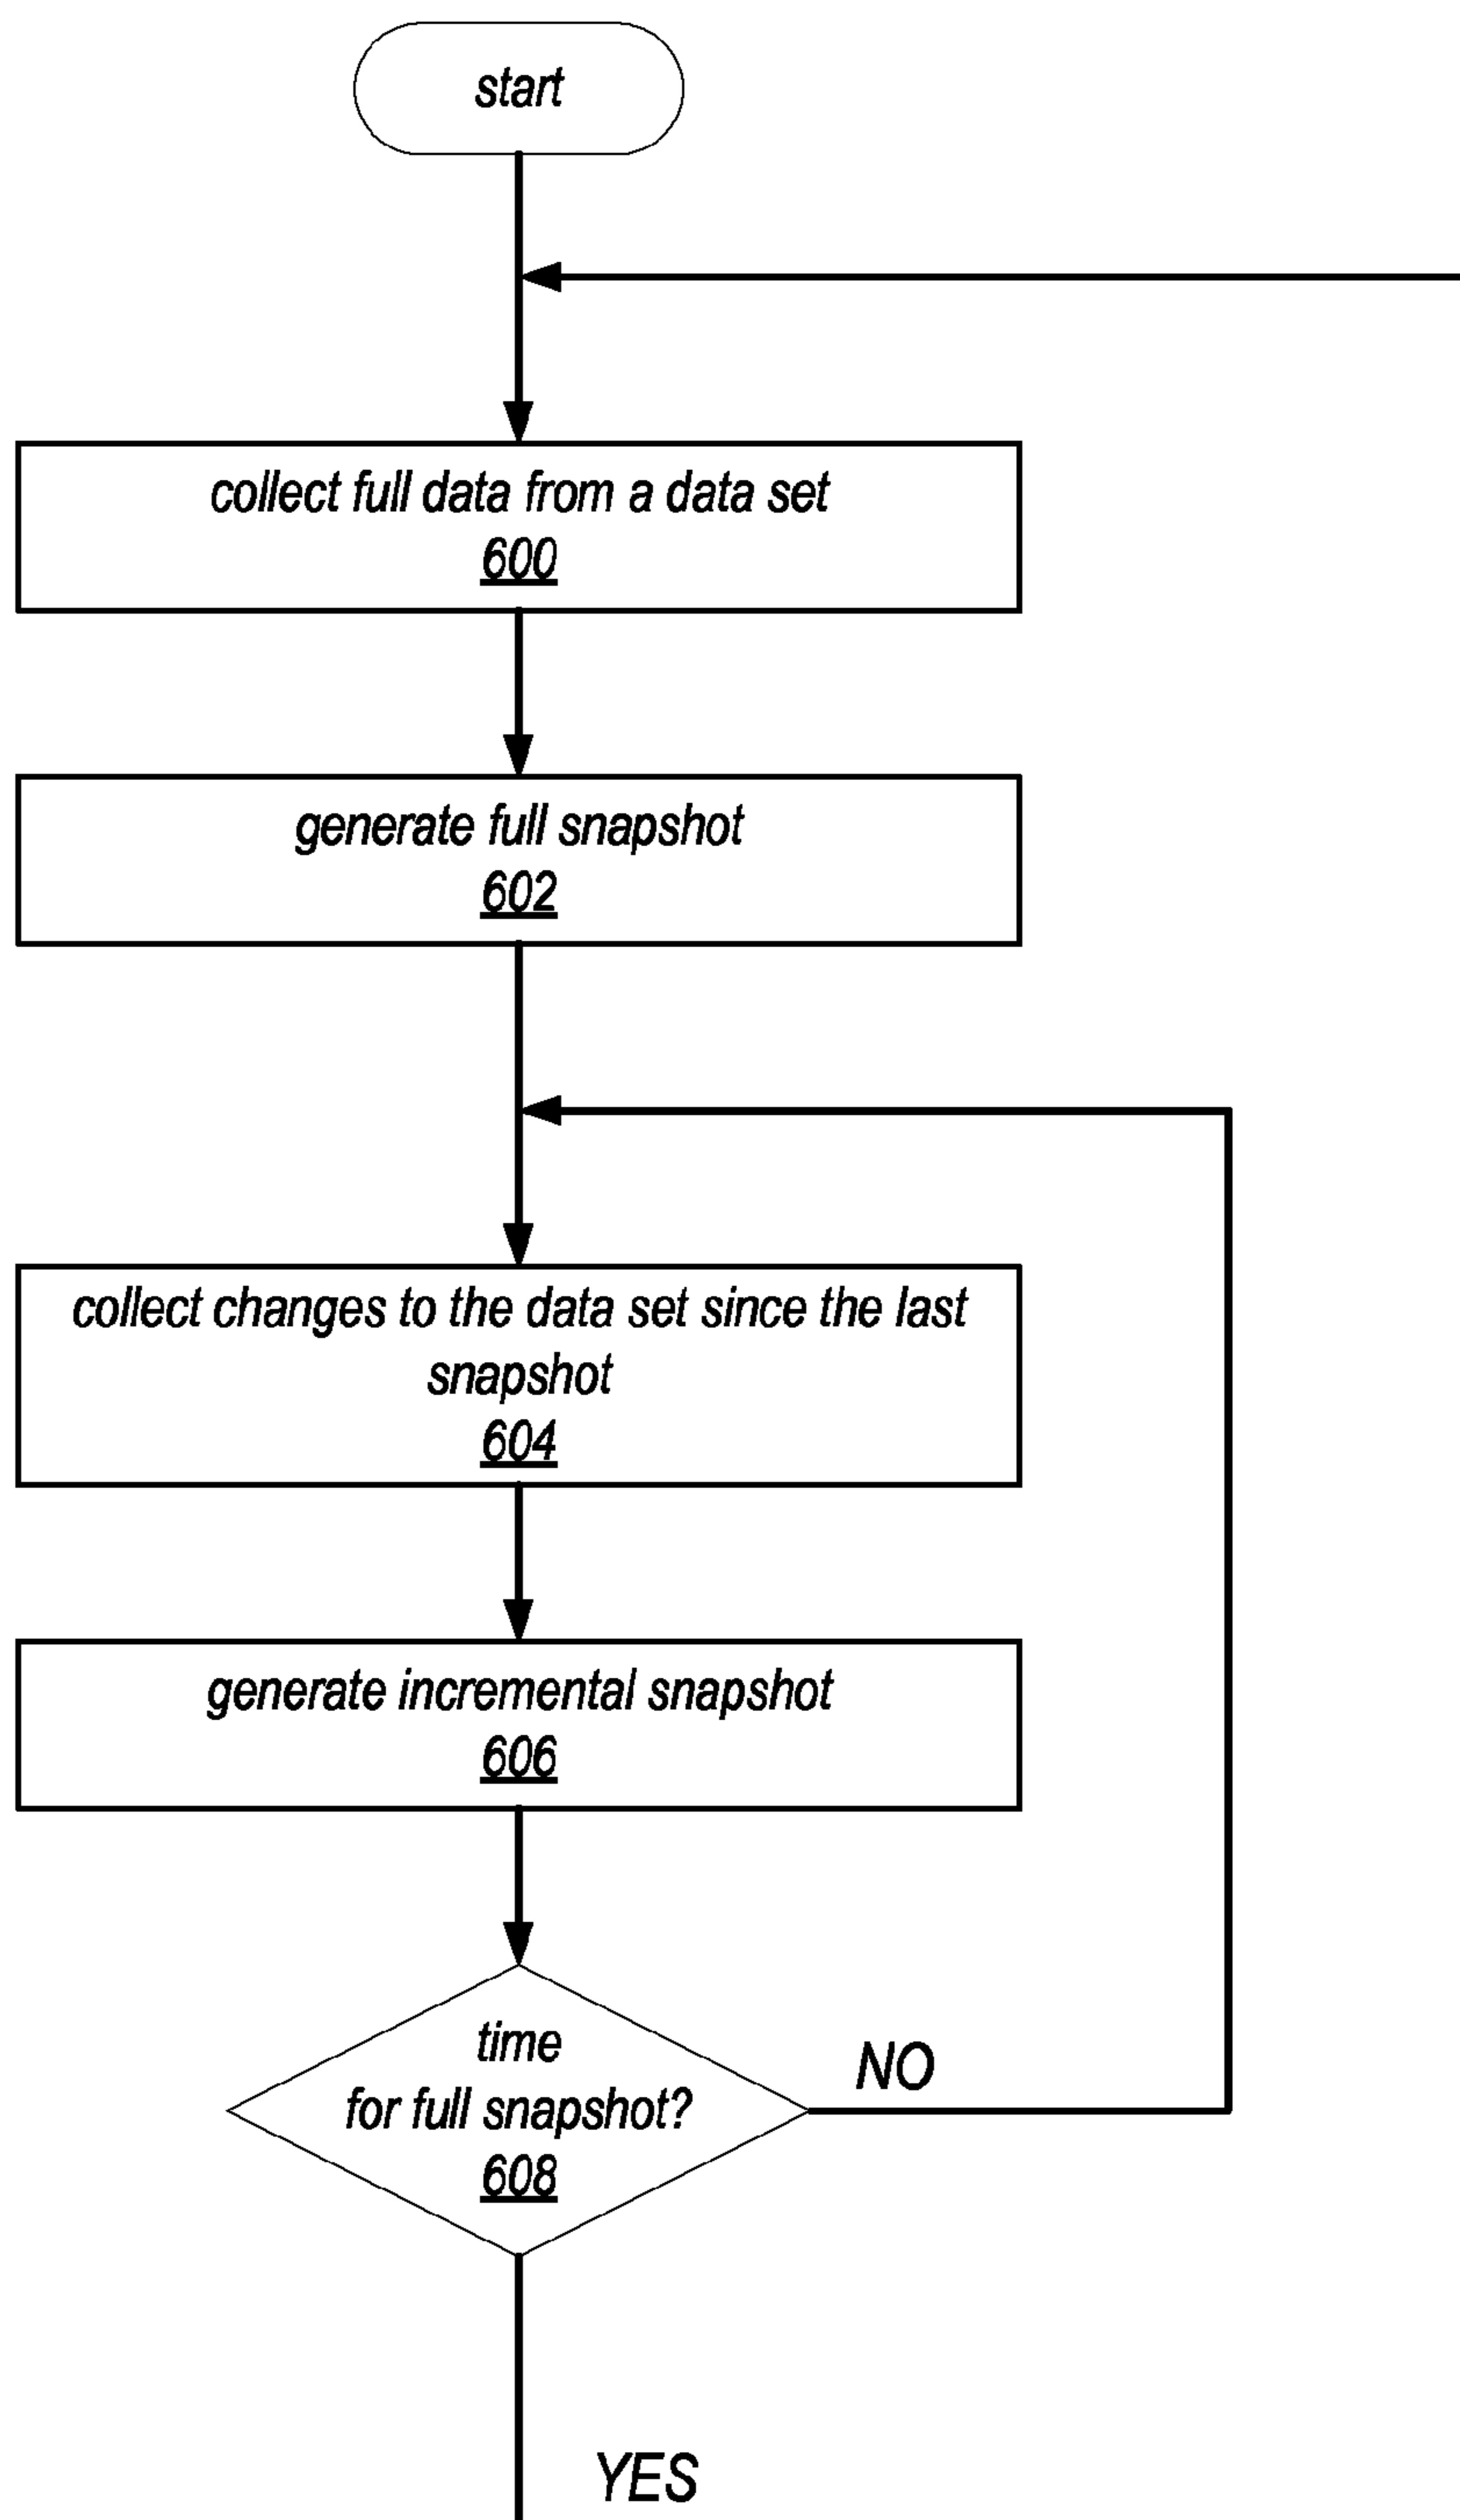 start
collect full data from a data set
600
generate full snapshot
602
collect changes to the data set since the last
snapshot
604
generate incremental snapshot
606
time
for full snapshot?
608
NO
YES